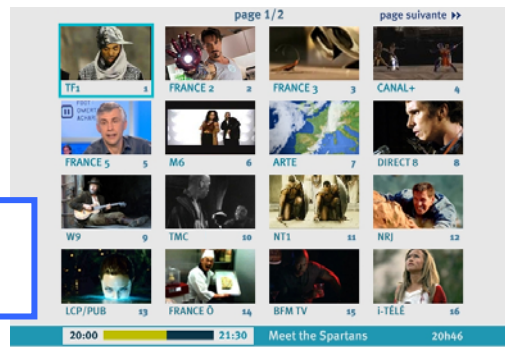 page 1/2 page suivante
TF1 1 FRANCE 2 2 FRANCE 3 3 CANAL+ 4
FRANCE 5 5 M6 6 ARTE 7 DIRECT 8 8
W9 9 TMC 10 NT1 11 NRJ 12
LCP/PUB 13 FRANCE Ô 14 BFM TV 15 i-TÉLÉ 16
20:00 21:30 Meet the Spartans 20h46